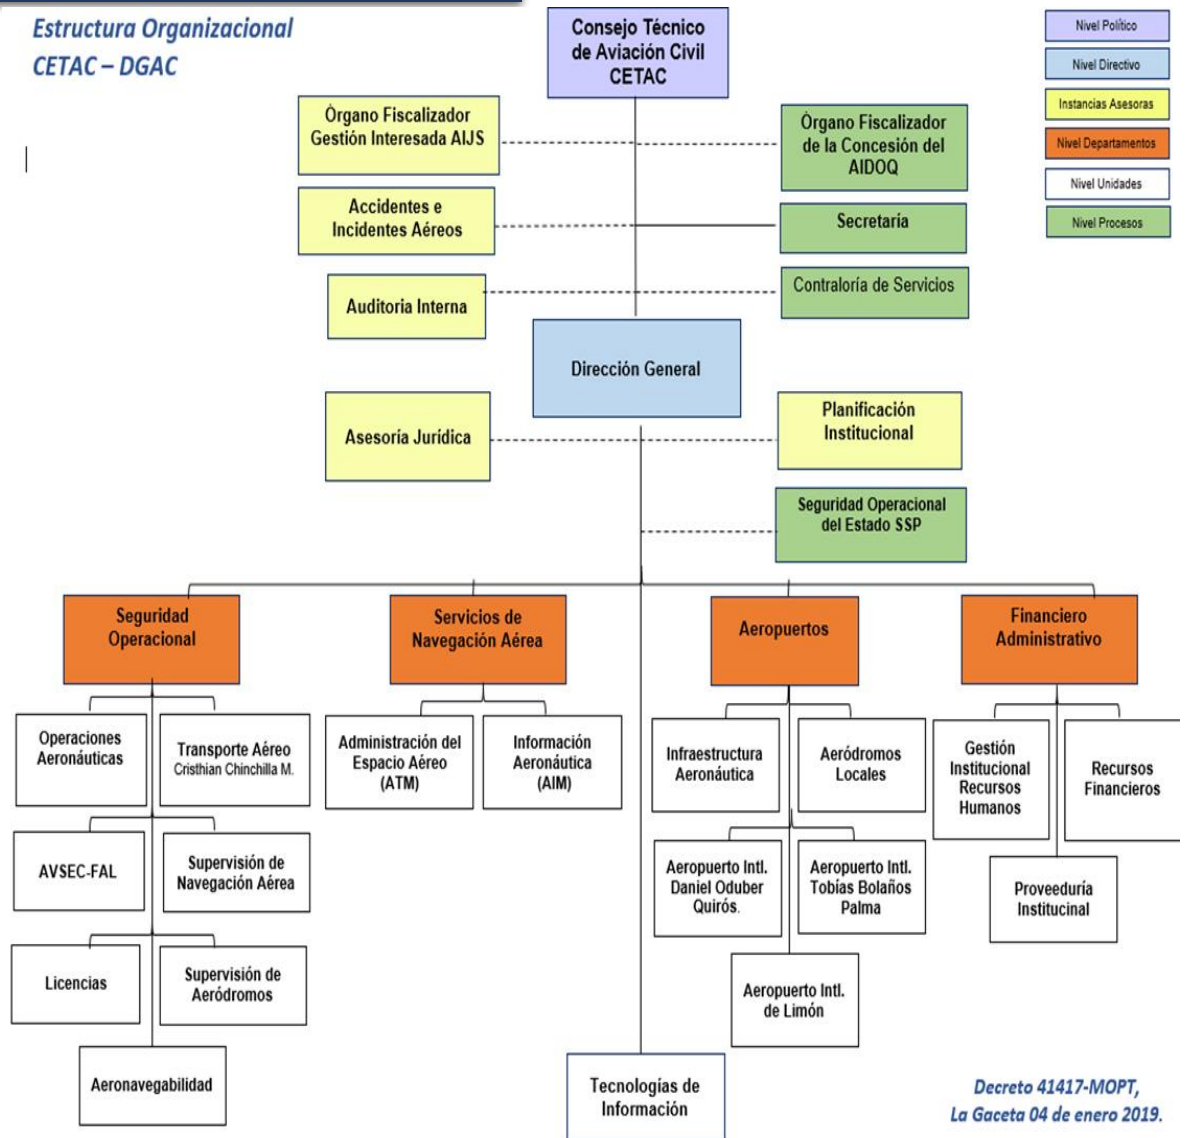 Estructura Organizacional
CETAC – DGAC
Consejo Técnico
de Aviación Civil
CETAC
Nivel Político
Nivel Directivo
Instancias Asesoras
Nivel Departamentos
Nivel Unidades
Nivel Procesos
Órgano Fiscalizador
Gestión Interesada AIJS
Órgano Fiscalizador
de la Concesión del
AIDOQ
Accidentes e
Incidentes Aéreos
Secretaría
Auditoria Interna
Contraloría de Servicios
Dirección General
Asesoría Jurídica
Planificación
Institucional
Seguridad Operacional
del Estado SSP
Seguridad
Operacional
Servicios de
Navegación Aérea
Aeropuertos
Financiero
Administrativo
Operaciones
Aeronáuticas
Transporte Aéreo
Cristhian Chinchilla M.
Administración del
Espacio Aéreo
(ATM)
Información
Aeronáutica
(AIM)
Infraestructura
Aeronáutica
Aeródromos
Locales
Gestión
Institucional
Recursos
Humanos
Recursos
Financieros
AVSEC-FAL
Supervisión de
Navegación Aérea
Aeropuerto Intl.
Daniel Oduber
Quirós.
Aeropuerto Intl.
Tobías Bolaños
Palma
Proveeduría
Institucinal
Licencias
Supervisión de
Aeródromos
Aeropuerto Intl.
de Limón
Aeronavegabilidad
Tecnologías de
Información
Decreto 41417-MOPT,
La Gaceta 04 de enero 2019.